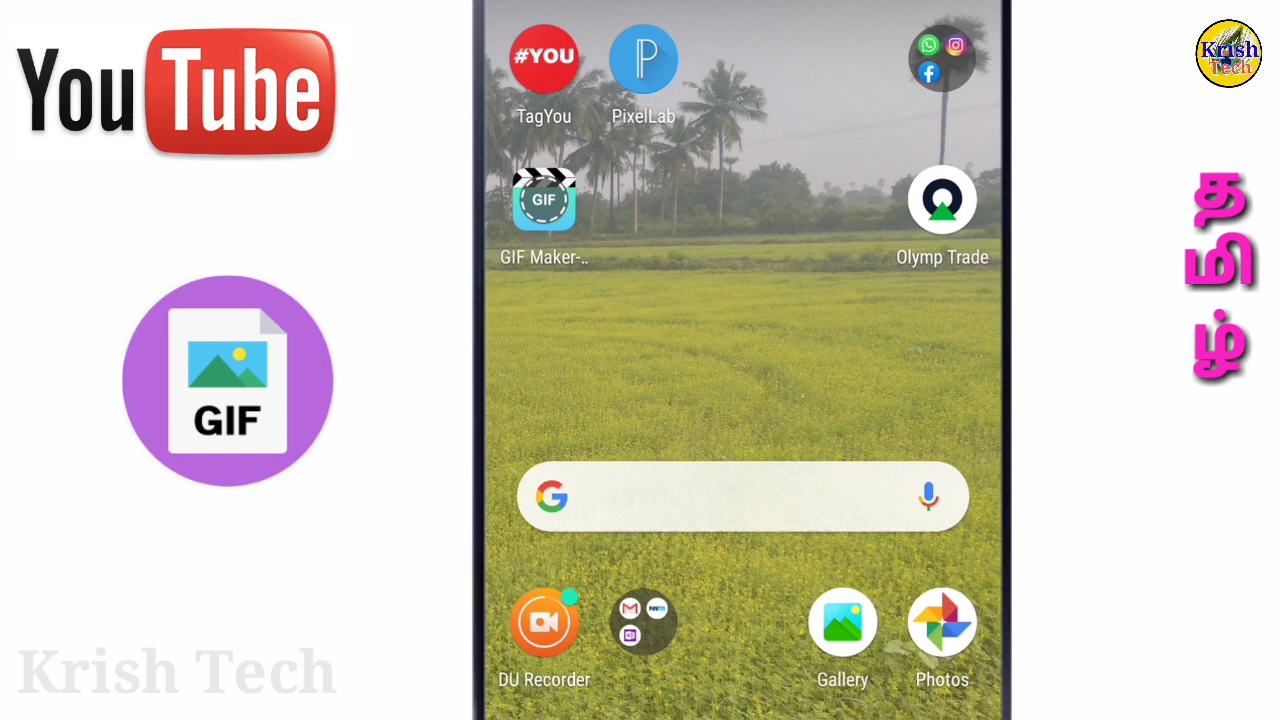 YouTube
GIF
Krish Tech
#YOU
TagYou
PixelLab
GIF
GIF Maker-..
Olymp Trade
DU Recorder
Gallery
Photos
Krish
Tech
த
மி
ழ்